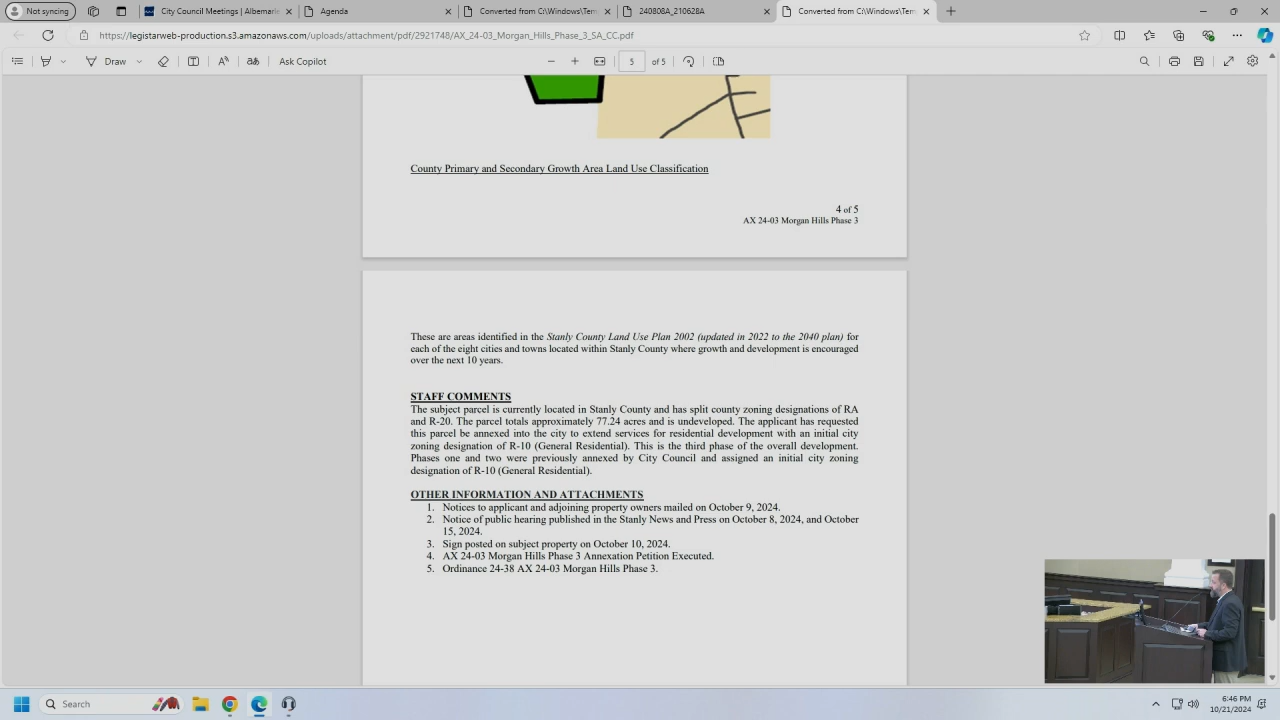 Not syncing
City Council Meetings | Albemarle
Agenda
Converted from C:\Windows\Tem
240808A_210628A
Converted from C:\Windows\Tem
https://legistarweb-production.s3.amazonaws.com/uploads/attachment/pdf/2921748/AX_24-03_Morgan_Hills_Phase_3_SA_CC.pdf
Draw
Ask Copilot
5 of 5
County Primary and Secondary Growth Area Land Use Classification
4 of 5
AX 24-03 Morgan Hills Phase 3
These are areas identified in the Stanly County Land Use Plan 2002 (updated in 2022 to the 2040 plan) for
each of the eight cities and towns located within Stanly County where growth and development is encouraged
over the next 10 years.
STAFF COMMENTS
The subject parcel is currently located in Stanly County and has split county zoning designations of RA
and R-20. The parcel totals approximately 77.24 acres and is undeveloped. The applicant has requested
this parcel be annexed into the city to extend services for residential development with an initial city
zoning designation of R-10 (General Residential). This is the third phase of the overall development.
Phases one and two were previously annexed by City Council and assigned an initial city zoning
designation of R-10 (General Residential).
OTHER INFORMATION AND ATTACHMENTS
1. Notices to applicant and adjoining property owners mailed on October 9, 2024.
2. Notice of public hearing published in the Stanly News and Press on October 8, 2024, and October
15, 2024.
3. Sign posted on subject property on October 10, 2024.
4. AX 24-03 Morgan Hills Phase 3 Annexation Petition Executed.
5. Ordinance 24-38 AX 24-03 Morgan Hills Phase 3.
Search
6:46 PM
10/21/2024